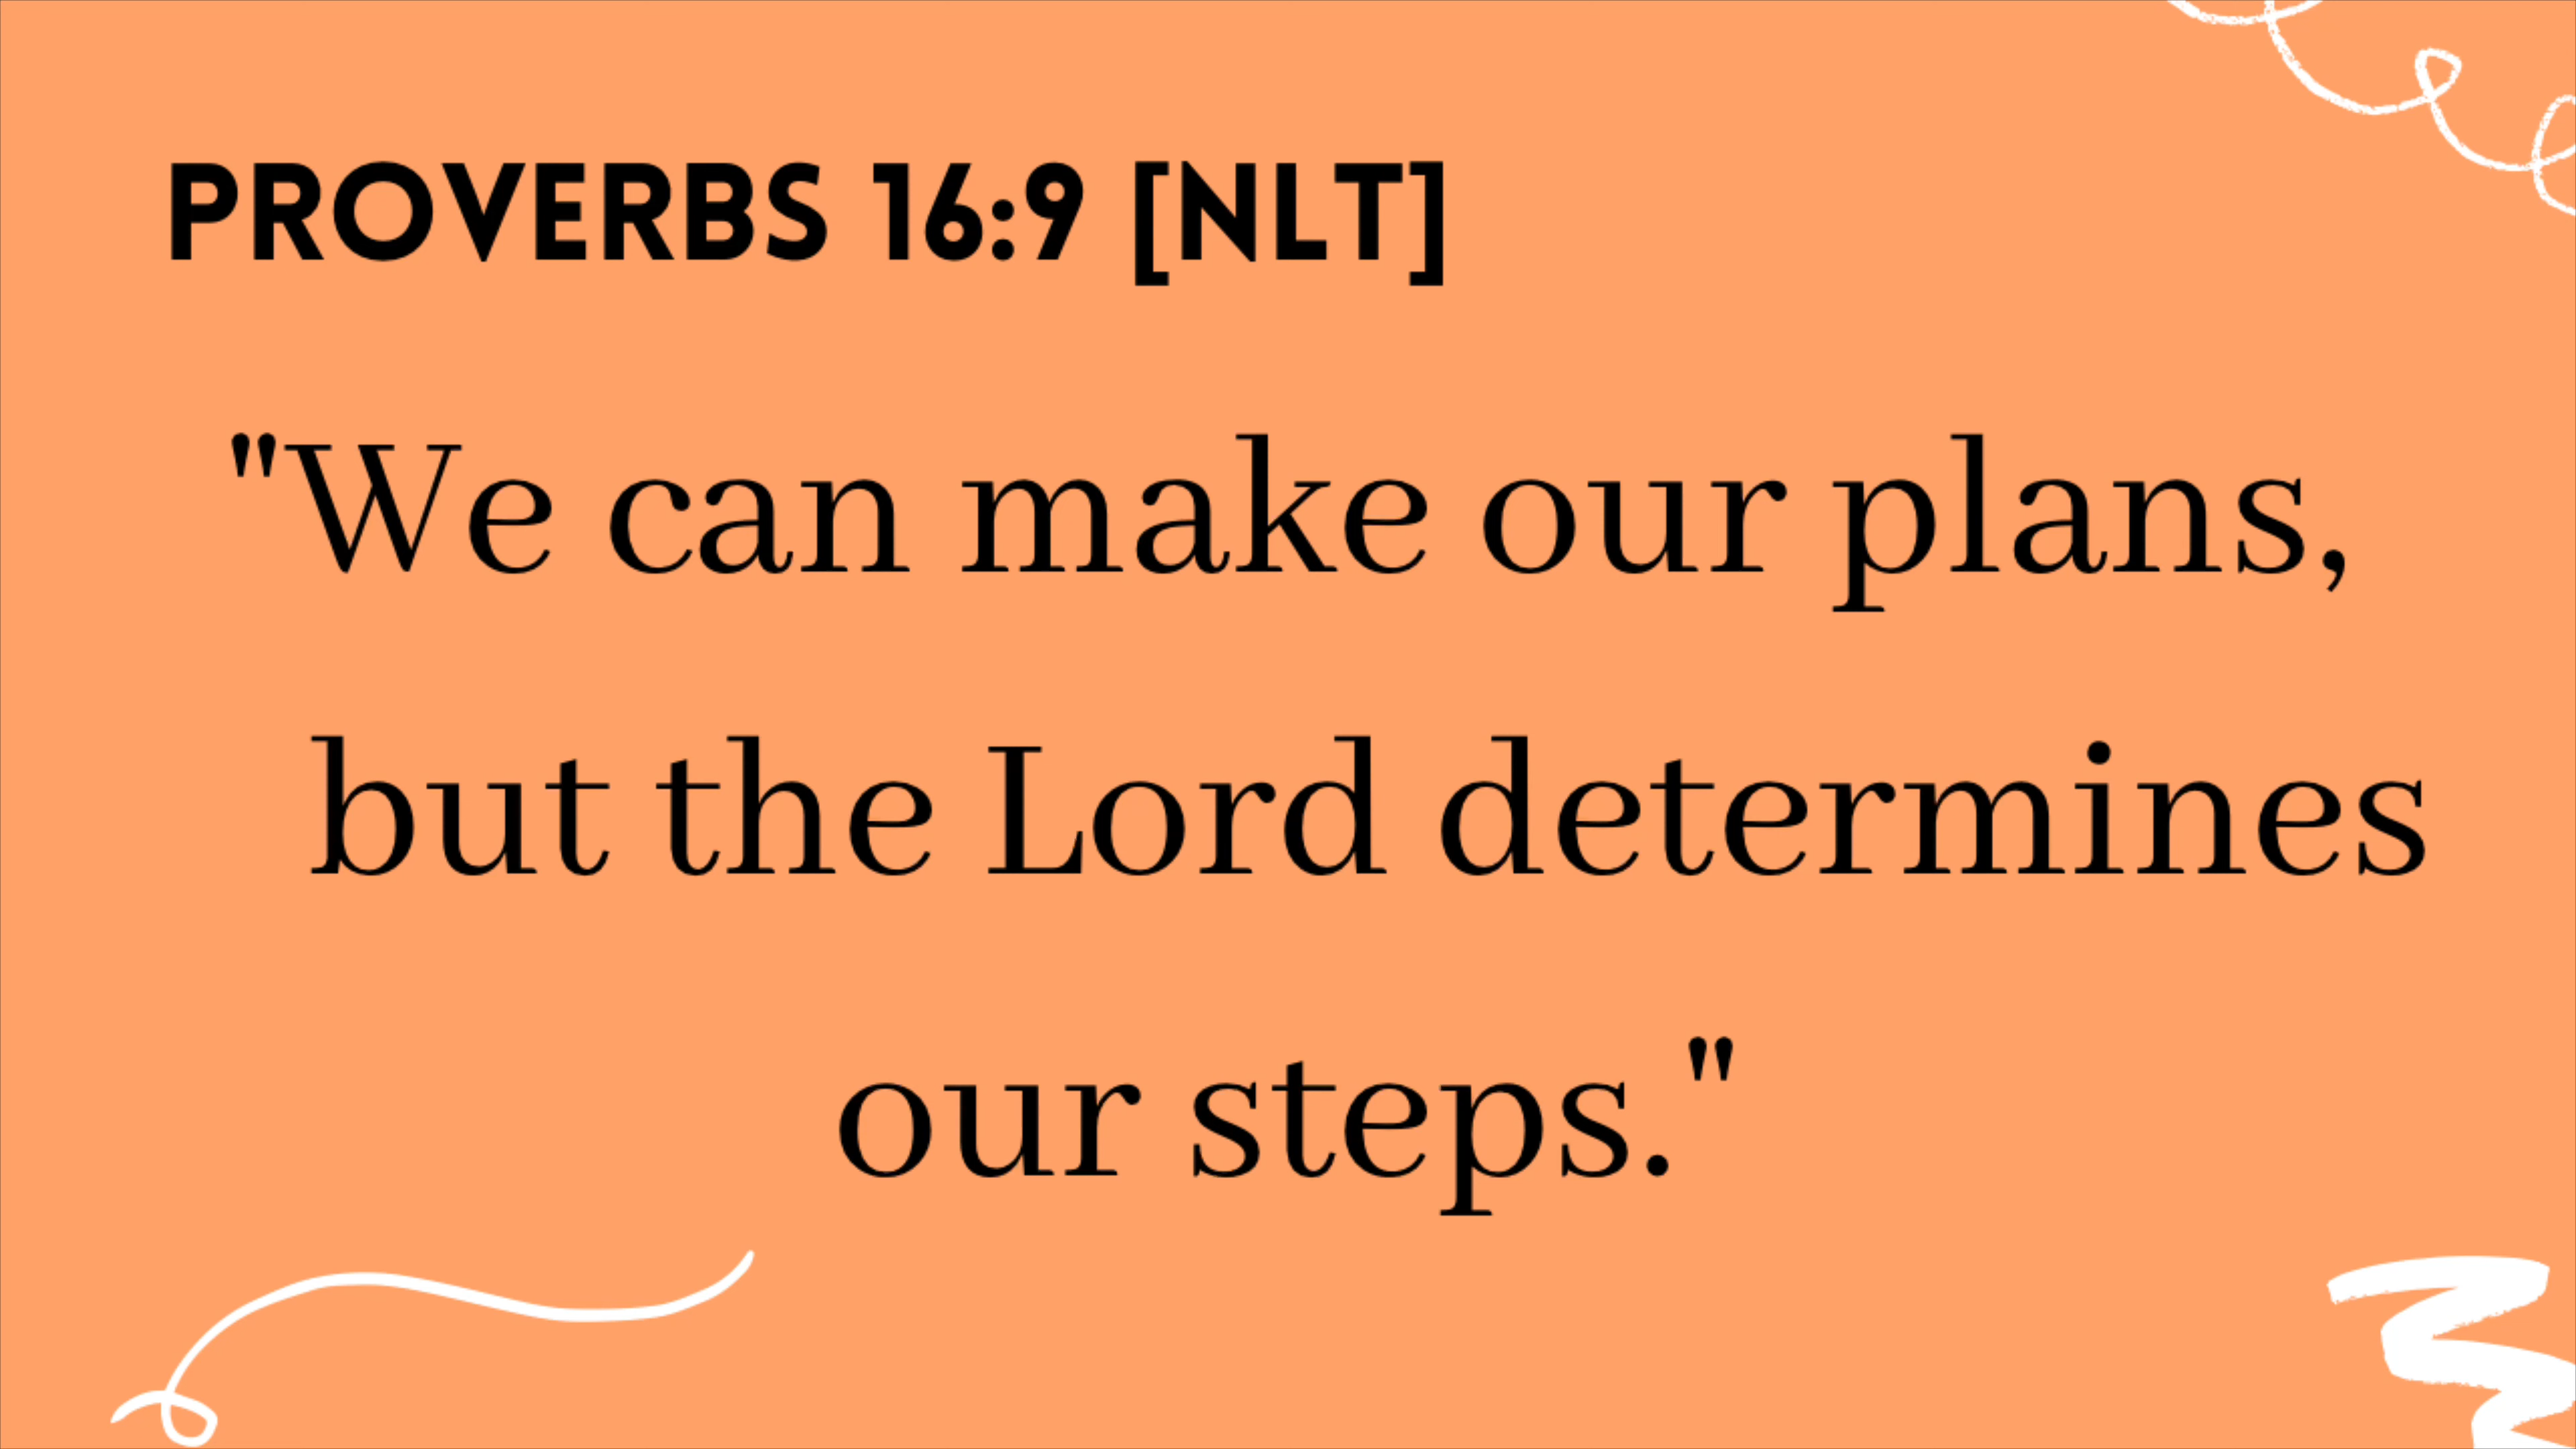 PROVERBS 16:9 [NLT]
"We can make our plans,
but the Lord determines
our steps."